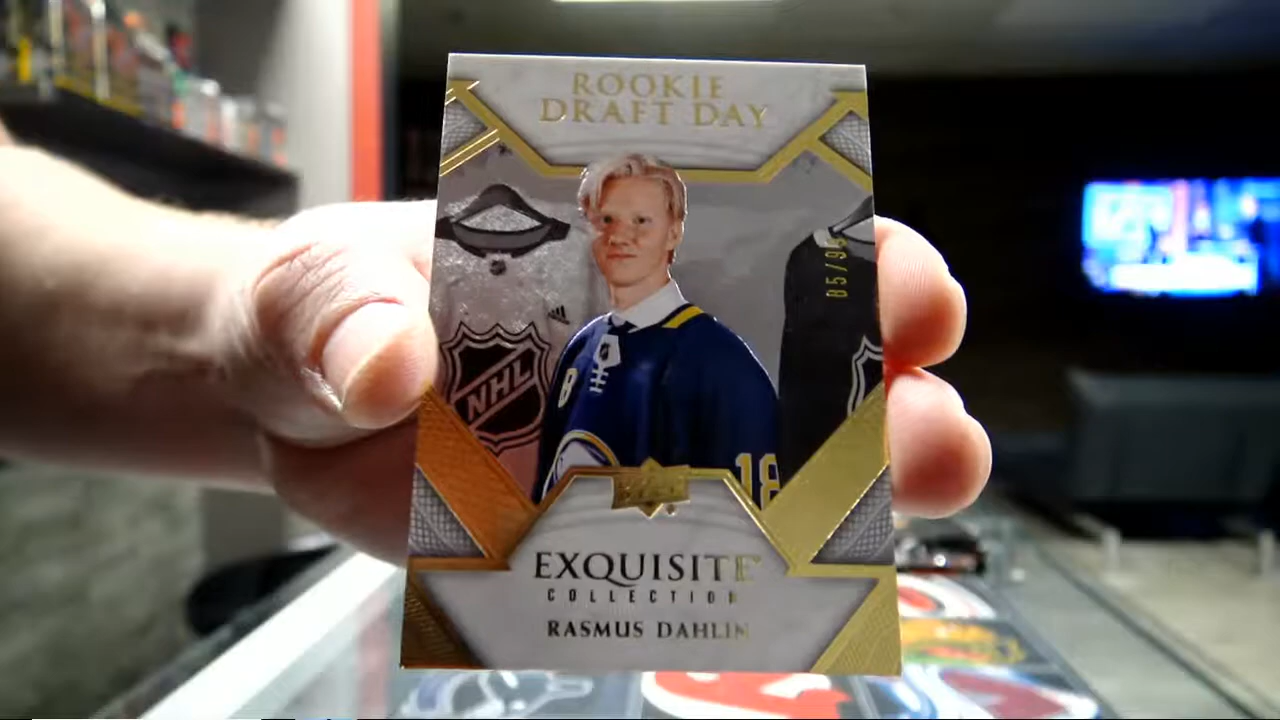 ROOKIE
DRAFT DAY
NHL
18
EXQUISITE
COLLECTION
RASMUS DAHLIN